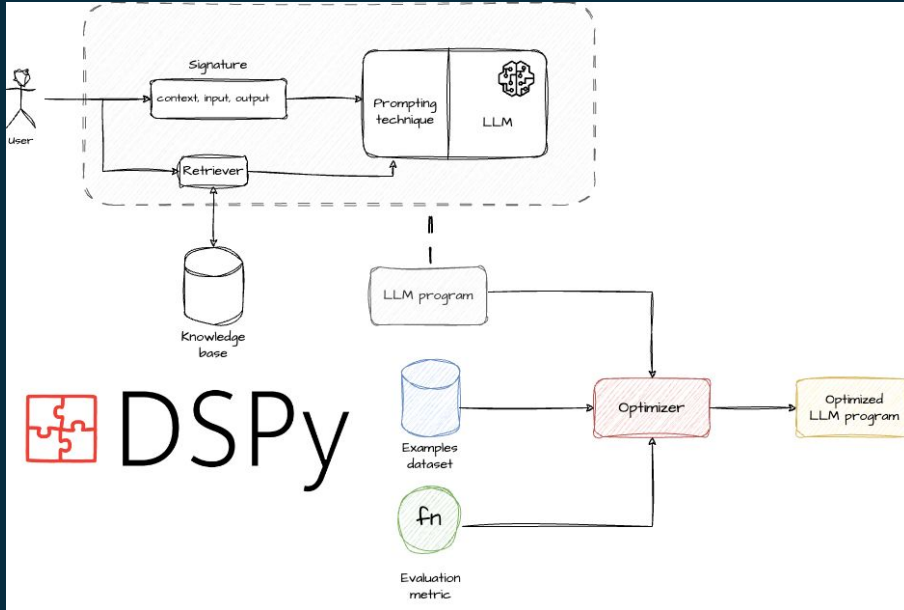 Signature
context, input, output
Prompting
technique
LLM
User
Retriever
Knowledge
base
LLM program
Examples
dataset
Optimizer
Optimized
LLM program
fn
Evaluation
metric
DSPy